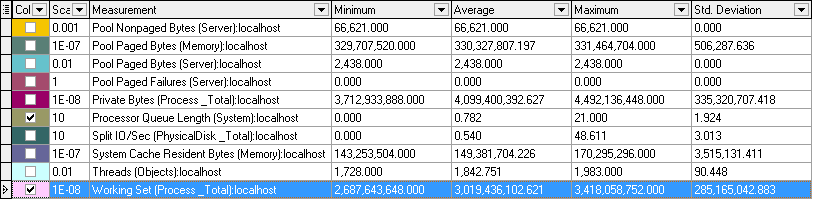 Col Sca Measurement Minimum Average Maximum Std. Deviation
0.001 Pool Nonpaged Bytes (Server):localhost 66,621.000 66,621.000 66,621.000 0.000
1E-07 Pool Paged Bytes (Memory):localhost 329,707,520.000 330,327,807.197 331,464,704.000 506,287.636
0.01 Pool Paged Bytes (Server):localhost 2,438.000 2,438.000 2,438.000 0.000
1 Pool Paged Failures (Server):localhost 0.000 0.000 0.000 0.000
1E-08 Private Bytes (Process _Total):localhost 3,712,933,888.000 4,099,400,392.627 4,492,136,448.000 335,320,707.418
10 Processor Queue Length (System):localhost 0.000 0.782 21.000 1.924
10 Split IO/Sec (PhysicalDisk _Total):localhost 0.000 0.540 48.611 3.013
1E-07 System Cache Resident Bytes (Memory):localhost 143,253,504.000 149,381,704.226 170,295,296.000 3,515,131.411
0.01 Threads (Objects):localhost 1,728.000 1,842.751 1,983.000 90.448
1E-08 Working Set (Process _Total):localhost 2,687,643,648.000 3,019,436,102.621 3,418,058,752.000 285,165,042.883